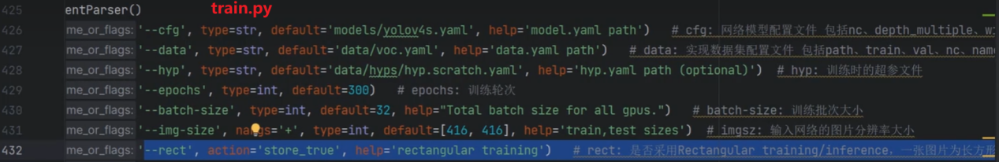 train.py
425 entParser()
426 me_or_flags: '--cfg', type=str, default='models/yolov4s.yaml', help='model.yaml path') # cfg: 网络模型配置文件 包括nc、depth_multiple、wi
427 me_or_flags: '--data', type=str, default='data/voc.yaml', help='data.yaml path') # data: 实现数据集配置文件 包括path、train、val、nc、name
428 me_or_flags: '--hyp', type=str, default='data/hyps/hyp.scratch.yaml', help='hyp.yaml path (optional)') # hyp: 训练时的超参文件
429 me_or_flags: '--epochs', type=int, default=300) # epochs: 训练轮次
430 me_or_flags: '--batch-size', type=int, default=32, help="Total batch size for all gpus.") # batch-size: 训练批次大小
431 me_or_flags: '--img-size', nargs='+', type=int, default=[416, 416], help='train,test sizes') # imgsz: 输入网络的图片分辨率大小
432 me_or_flags: '--rect', action='store_true', help='rectangular training') # rect: 是否采用Rectangular training/inference，一张图片为长方形